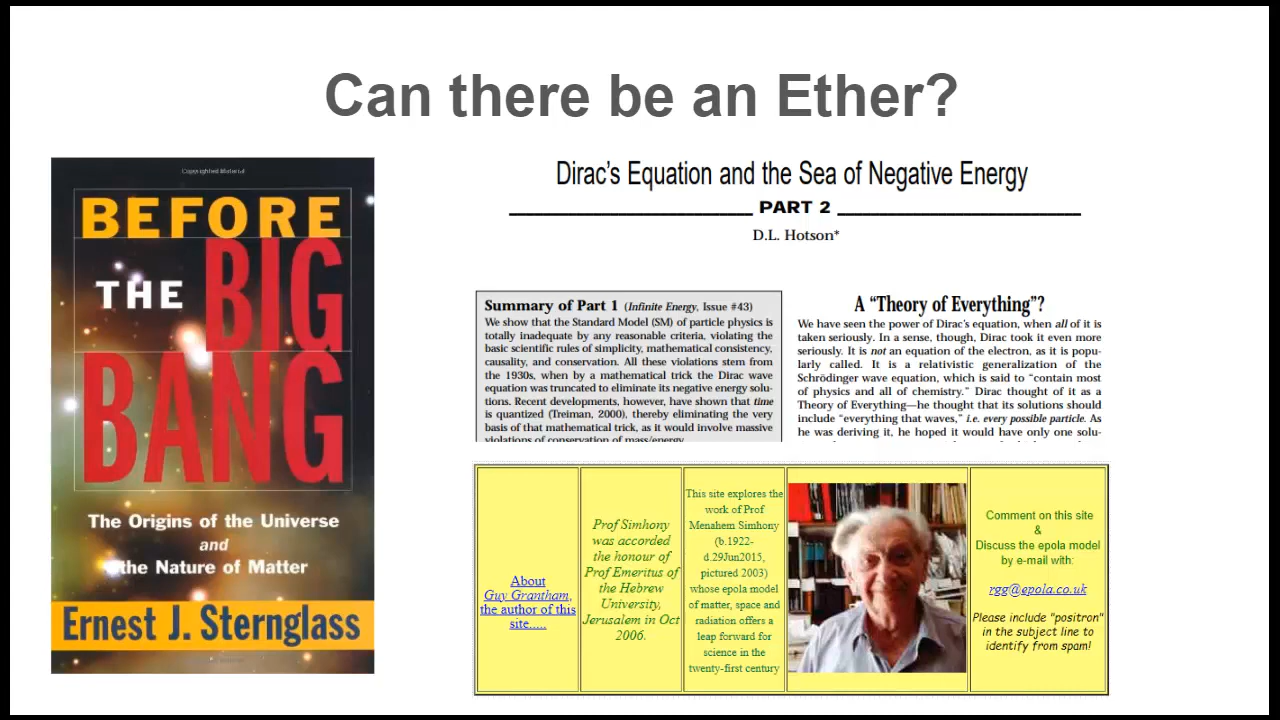 Can there be an Ether?
Copyrighted Material
BEFORE
THE BIG
BANG
The Origins of the Universe
and
the Nature of Matter
Ernest J. Sternglass
Dirac's Equation and the Sea of Negative Energy
PART 2
D.L. Hotson*
Summary of Part 1 (Infinite Energy, Issue #43)
We show that the Standard Model (SM) of particle physics is
totally inadequate by any reasonable criteria, violating the
basic scientific rules of simplicity, mathematical consistency,
causality, and conservation. All these violations stem from
the 1930s, when by a mathematical trick the Dirac wave
equation was truncated to eliminate its negative energy solu-
tions. Recent developments, however, have shown that time
is quantized (Treiman, 2000), thereby eliminating the very
basis of that mathematical trick, as it would involve massive
violations of conservation of mass/energy.
A “Theory of Everything”?
We have seen the power of Dirac's equation, when all of it is
taken seriously. In a sense, though, Dirac took it even more
seriously. It is not an equation of the electron, as it is popu-
larly called. It is a relativistic generalization of the
Schrödinger wave equation, which is said to “contain most
of physics and all of chemistry.” Dirac thought of it as a
Theory of Everything—he thought that its solutions should
include “everything that waves,” i.e. every possible particle. As
he was deriving it, he hoped it would have only one solu-
About
Guy Grantham,
the author of this
site.....
Prof Simhony
was accorded
the honour of
Prof Emeritus of
the Hebrew
University,
Jerusalem in Oct
2006.
This site explores the
work of Prof
Menahem Simhony
(b.1922-
d.29Jun2015,
pictured 2003)
whose epola model
of matter, space and
radiation offers a
leap forward for
science in the
twenty-first century
Comment on this site
&
Discuss the epola model
by e-mail with:
rgg@epola.co.uk
Please include "positron"
in the subject line to
identify from spam!